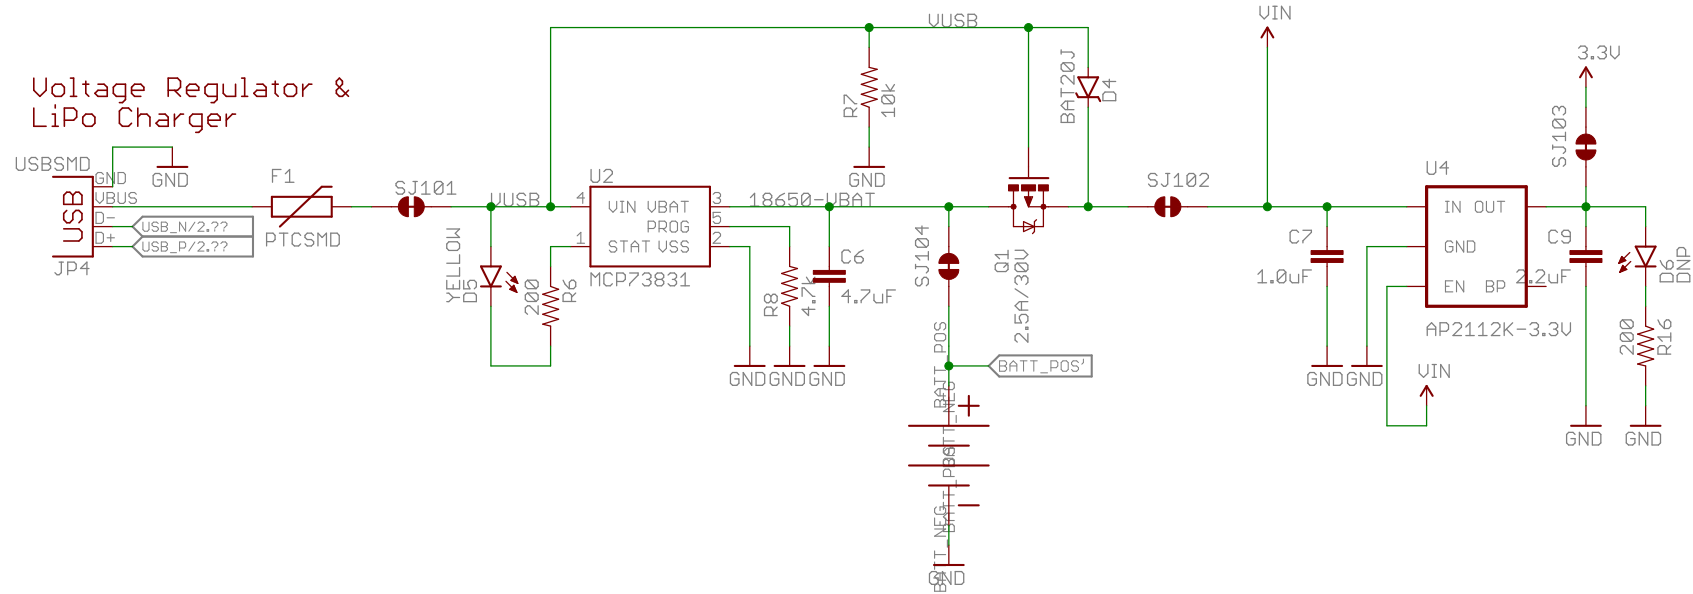 Voltage Regulator &
LiPo Charger
USBSMD
USB
GND
VBUS
D-
D+
JP4
GND
USB_N/2.??
USB_P/2.??
F1
PTCSMD
SJ101
VUSB
YELLOW
D5
200
R6
U2
4 VIN VBAT 3
PROG 5
1 STAT VSS 2
MCP73831
VUSB
R7
10k
GND
18650-VBAT
R8
4.7k
C6
4.7uF
GND
GND
GND
SJ104
BATT_POS
BATT_POS'
BATT_NEG
BATT_POS
BATT_NEG
+
-
GND
Q1
2.5A/30V
BAT20J
D4
SJ102
VIN
C7
1.0uF
GND
GND
U4
IN OUT
GND
EN BP
AP2112K-3.3V
VIN
3.3V
SJ103
C9
2.2uF
D6
DNP
200
R16
GND
GND